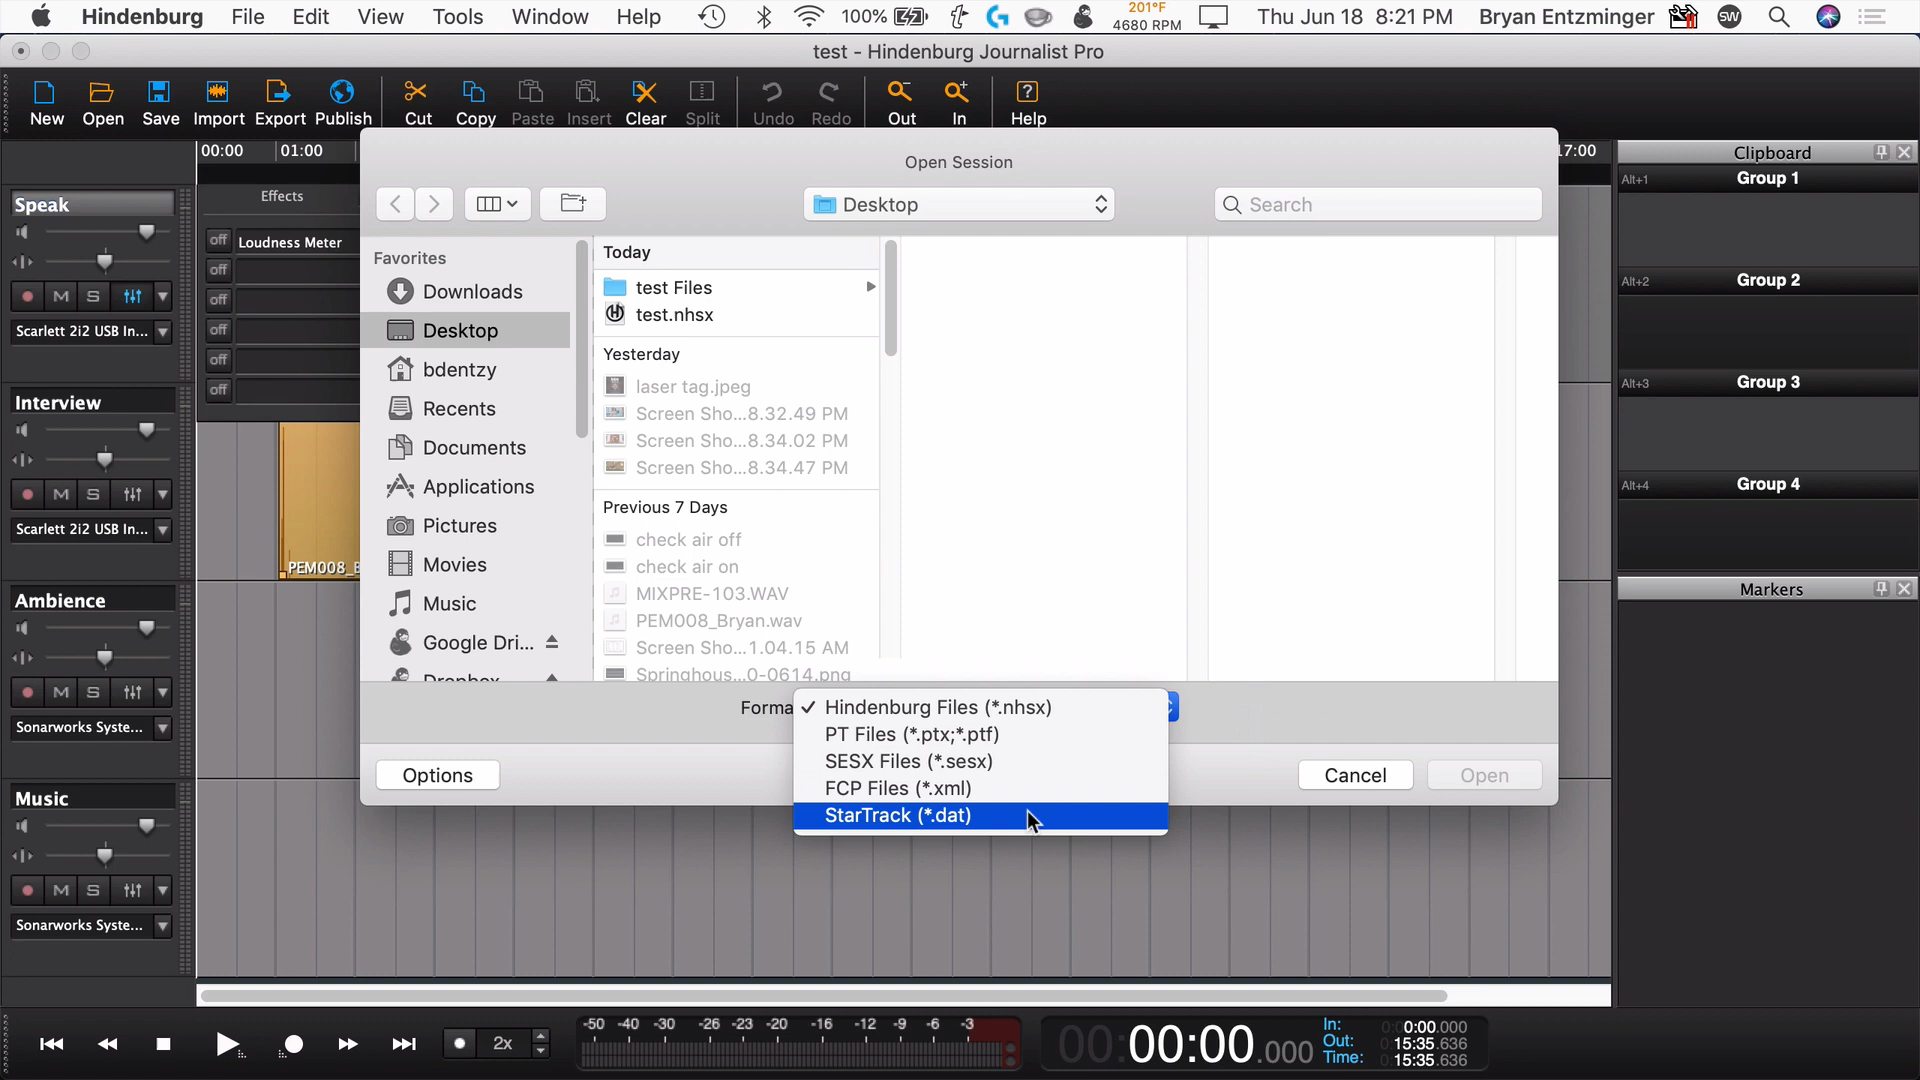 Hindenburg File Edit View Tools Window Help 100% 201°F 4680 RPM Thu Jun 18 8:21 PM Bryan Entzminger SW
test - Hindenburg Journalist Pro
New Open Save Import Export Publish Cut Copy Paste Insert Clear Split Undo Redo Out In Help
00:00 01:00 17:00
Open Session
Clipboard
Alt+1 Group 1
Alt+2 Group 2
Alt+3 Group 3
Alt+4 Group 4
Markers
Speak
Effects
off Loudness Meter
off
off
off
off
off
M S
Scarlett 2i2 USB In...
Interview
M S
Scarlett 2i2 USB In...
PEM008_B
Ambience
M S
Sonarworks Syste...
Music
M S
Sonarworks Syste...
Desktop
Search
Favorites
Downloads
Desktop
bdentzy
Recents
Documents
Applications
Pictures
Movies
Music
Google Dri...
Dropbox
Today
test Files
test.nhsx
Yesterday
laser tag.jpeg
Screen Sho...8.32.49 PM
Screen Sho...8.34.02 PM
Screen Sho...8.34.47 PM
Previous 7 Days
check air off
check air on
MIXPRE-103.WAV
PEM008_Bryan.wav
Screen Sho...1.04.15 AM
Springhous...0-0614.png
Forma
✓ Hindenburg Files (*.nhsx)
PT Files (*.ptx;*.ptf)
SESX Files (*.sesx)
FCP Files (*.xml)
StarTrack (*.dat)
Options
Cancel
Open
2x
-50 -40 -30 -26 -23 -20 -16 -12 -9 -6 -3
00:00:00.000
In: 0:0:00.000
Out: 0:15:35.636
Time: 0:15:35.636